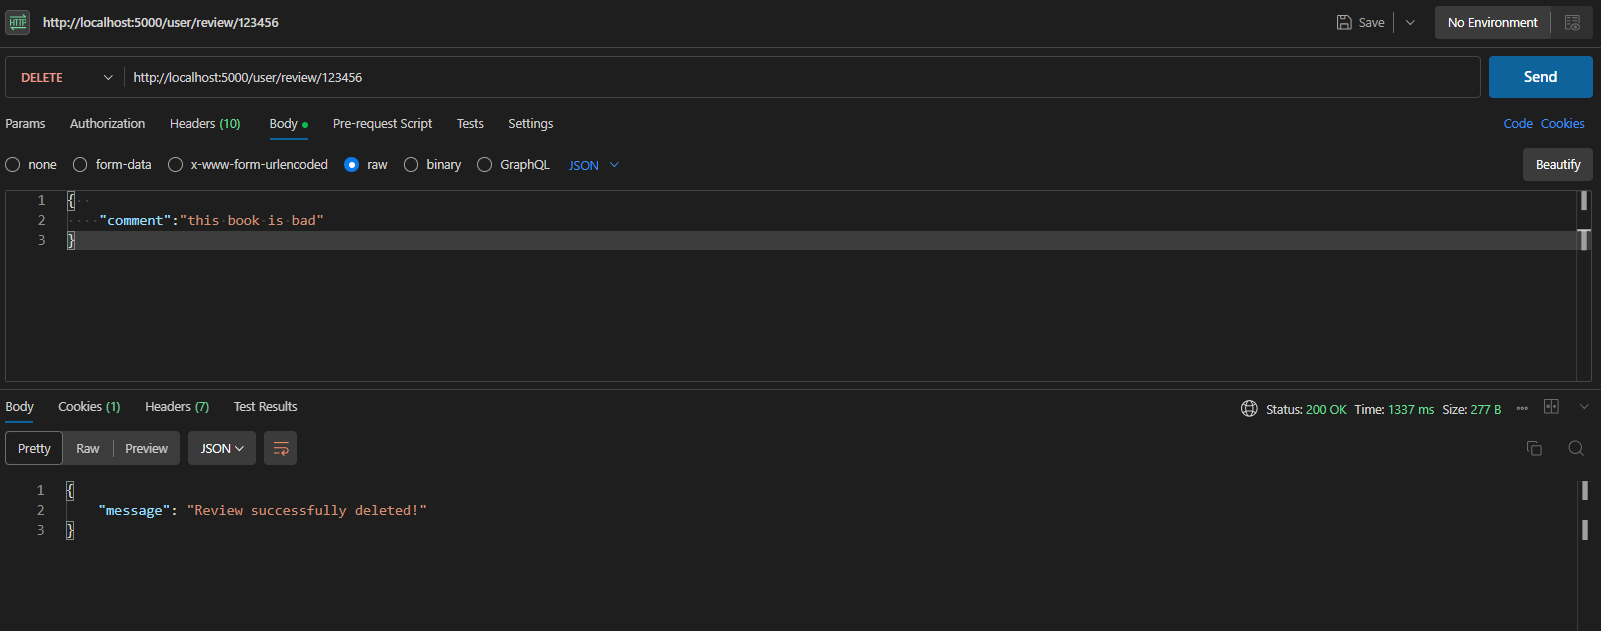 HTTP http://localhost:5000/user/review/123456 Save No Environment
DELETE http://localhost:5000/user/review/123456 Send
Params Authorization Headers (10) Body Pre-request Script Tests Settings Code Cookies
none form-data x-www-form-urlencoded raw binary GraphQL JSON Beautify
1 {
2 "comment":"this book is bad"
3 }
Body Cookies (1) Headers (7) Test Results Status: 200 OK Time: 1337 ms Size: 277 B
Pretty Raw Preview JSON
1 {
2 "message": "Review successfully deleted!"
3 }